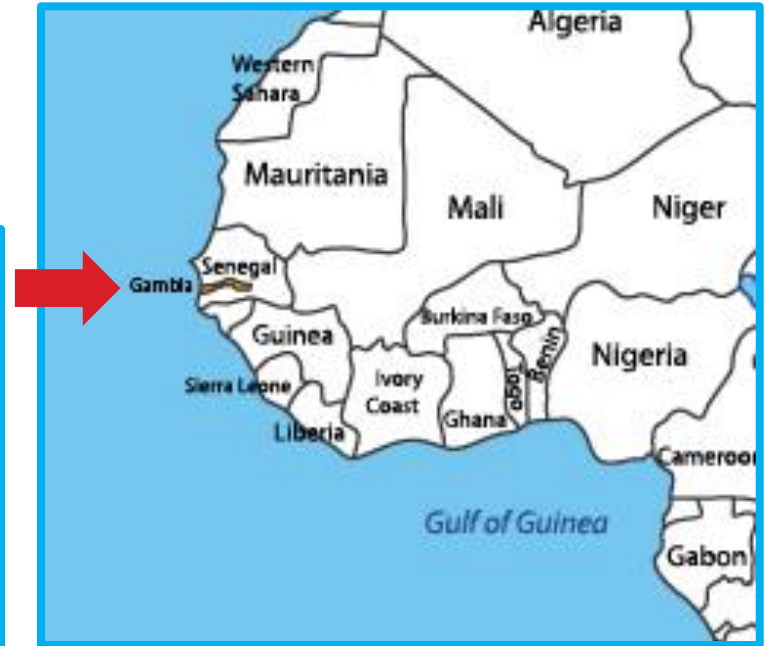 Algeria
Western
Sahara
Mauritania
Mali
Niger
Senegal
Gambia
Burkina Faso
Guinea
Benin
Nigeria
Togo
Ivory
Coast
Sierra Leone
Ghana
Liberia
Cameroon
Gulf of Guinea
Gabon